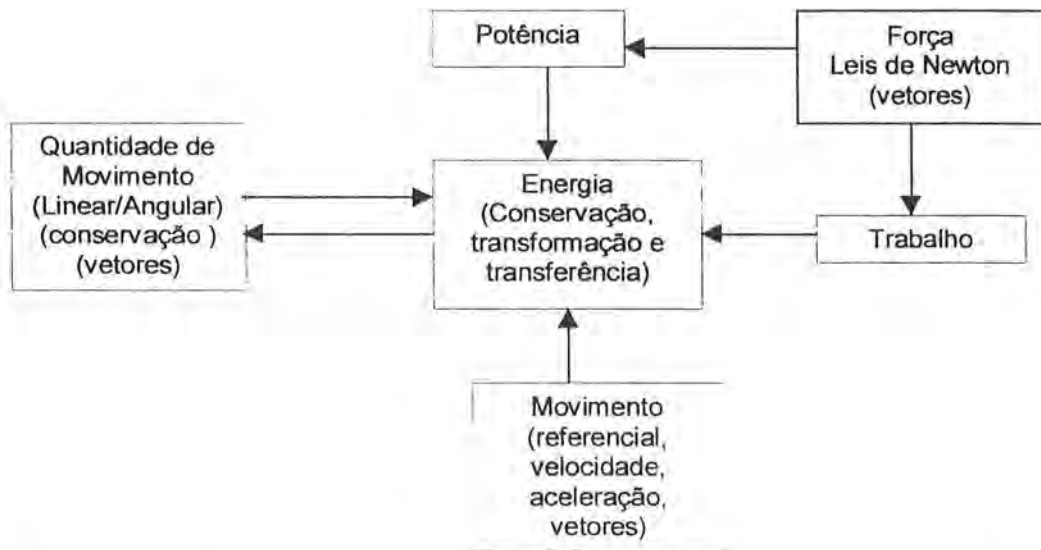 Potência
Força
Leis de Newton
(vetores)
Quantidade de
Movimento
(Linear/Angular)
(conservação )
(vetores)
Energia
(Conservação,
transformação e
transferência)
Trabalho
Movimento
(referencial,
velocidade,
aceleração,
vetores)